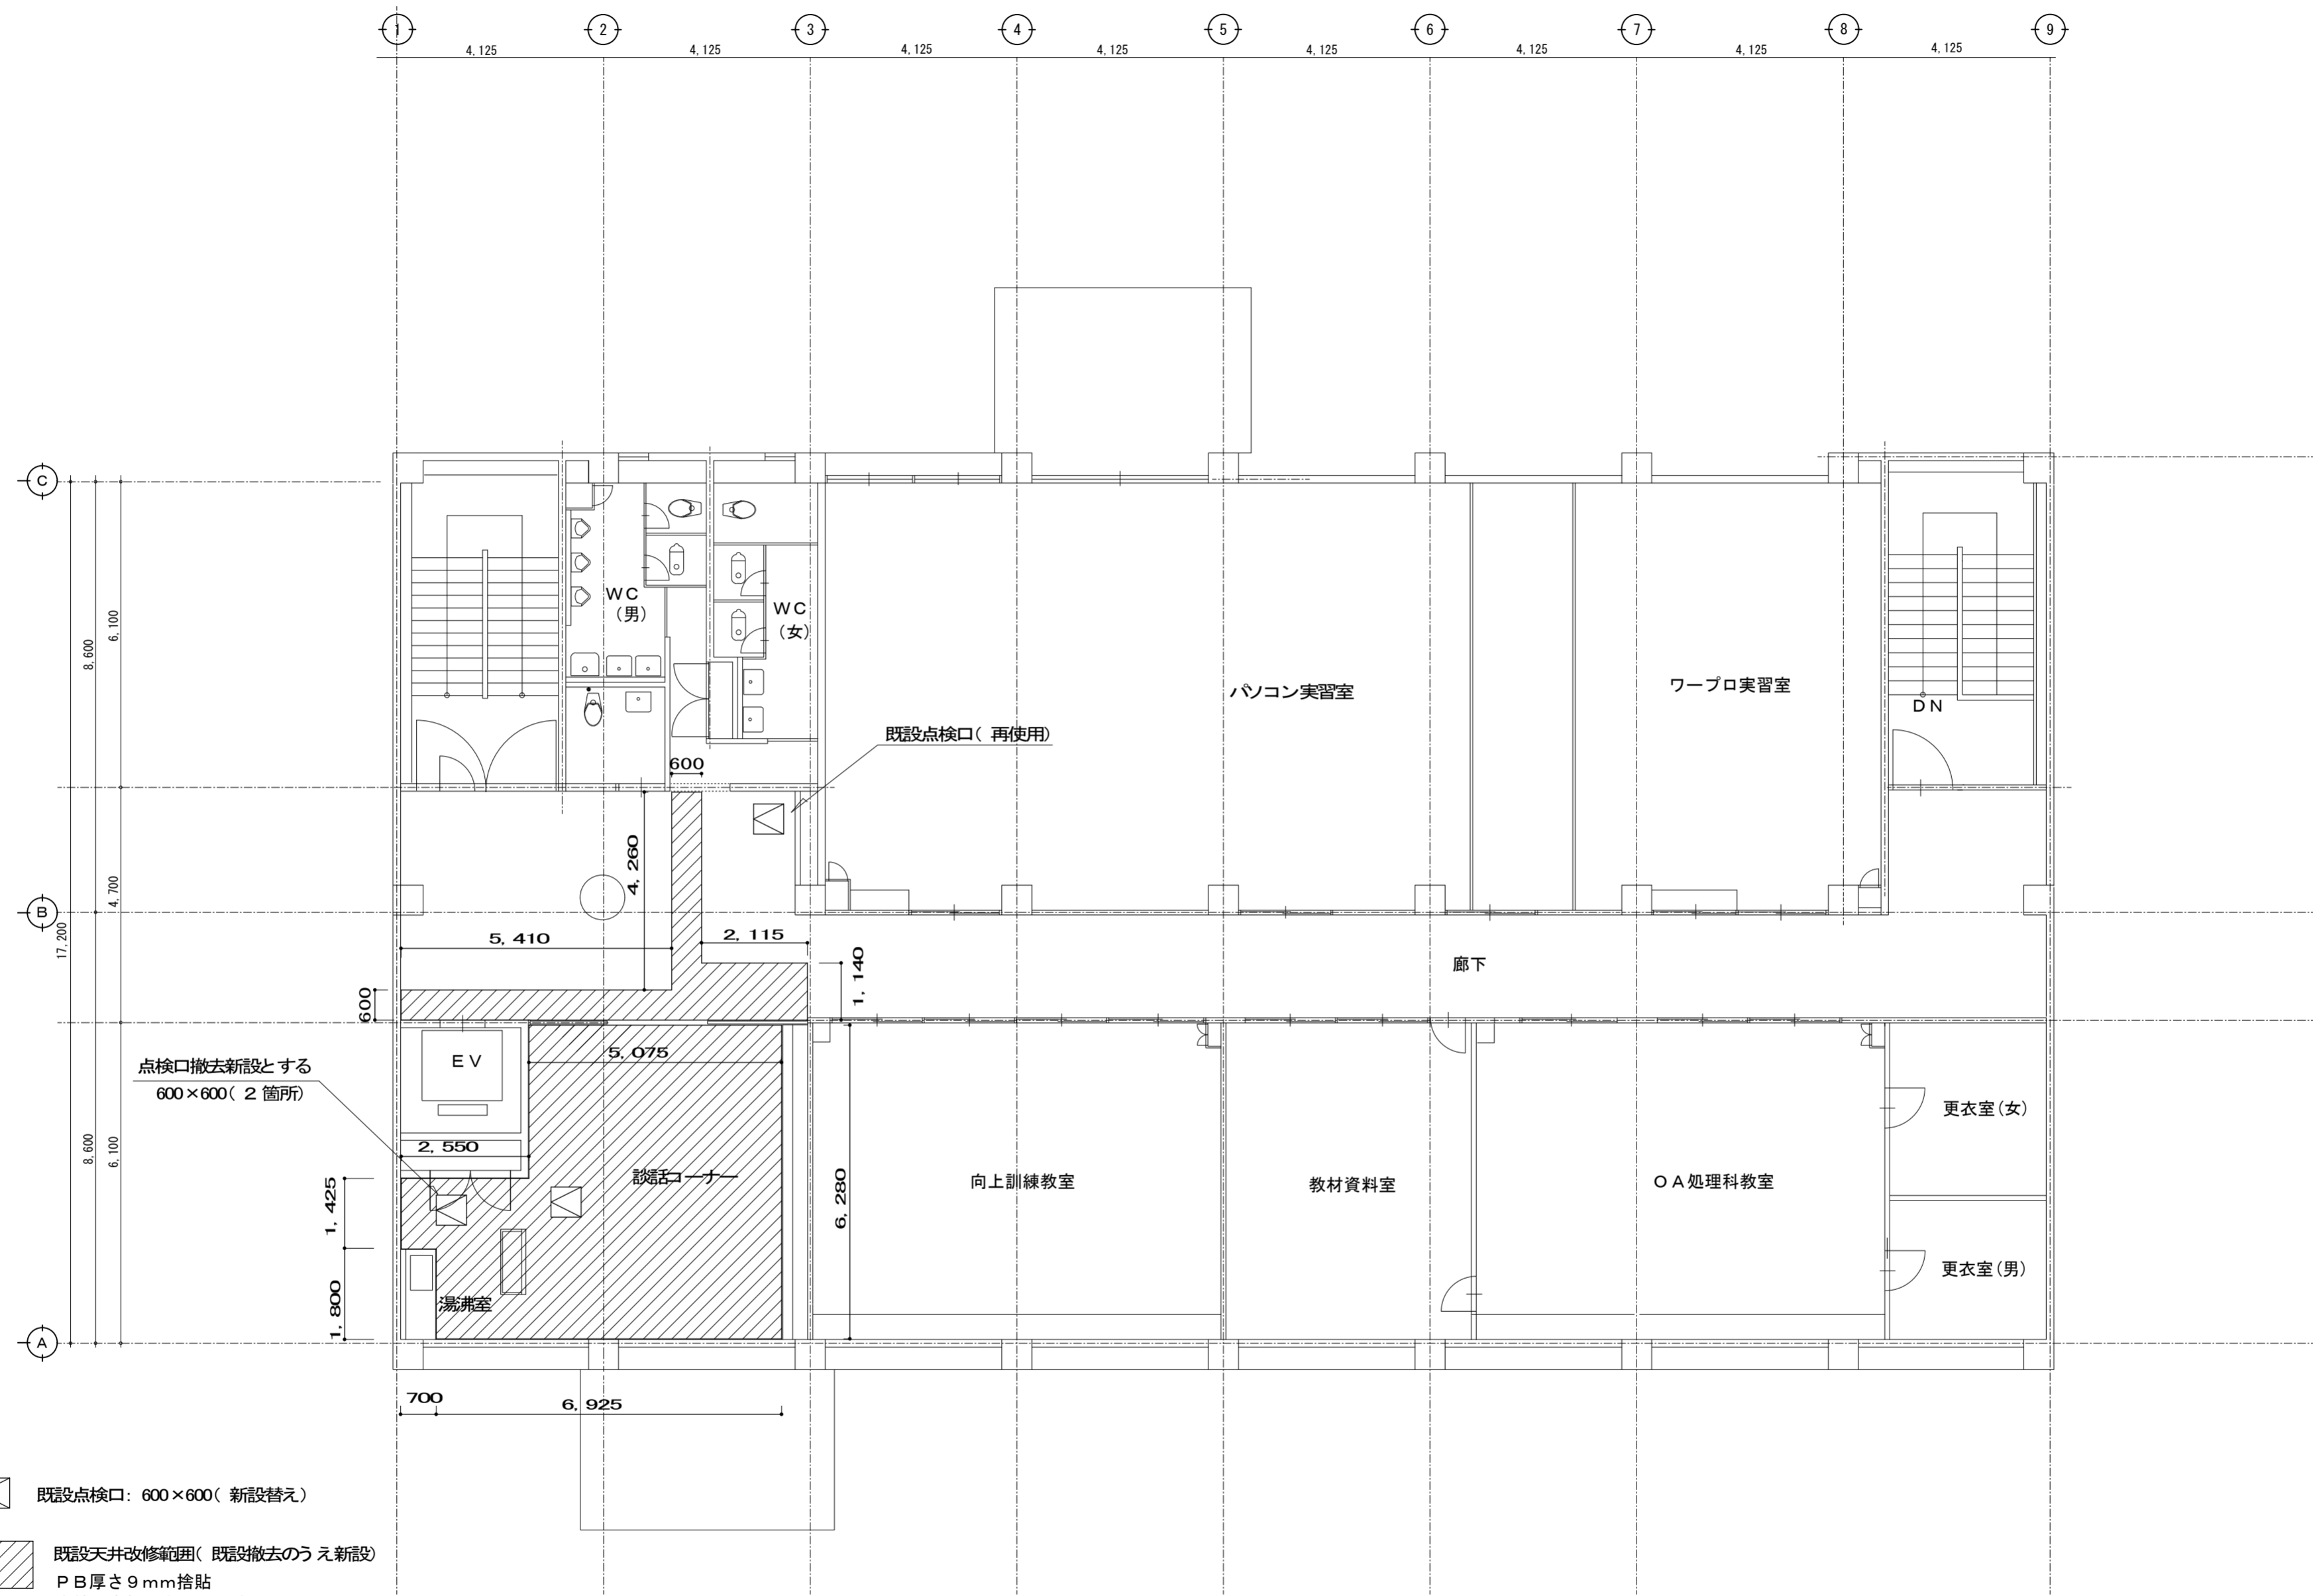 1 2 3 4 5 6 7 8 9
4,125 4,125 4,125 4,125 4,125 4,125 4,125 4,125
C
WC
(男)
WC
(女)
6,100
8,600
パソコン実習室
ワープロ実習室
DN
既設点検口( 再使用)
600
4,260
4,700
B
17,200
5,410
2,115
1,140
廊下
600
EV
5,075
点検口撤去新設とする
600×600( 2 箇所)
更衣室(女)
8,600
6,100
2,550
談話コーナー
6,280
向上訓練教室
教材資料室
OA処理科教室
1,425
更衣室(男)
1,800
湯沸室
A
700
6,925
既設点検口: 600×600( 新設替え)
既設天井改修範囲( 既設撤去のうえ新設)
PB厚さ9mm捨貼